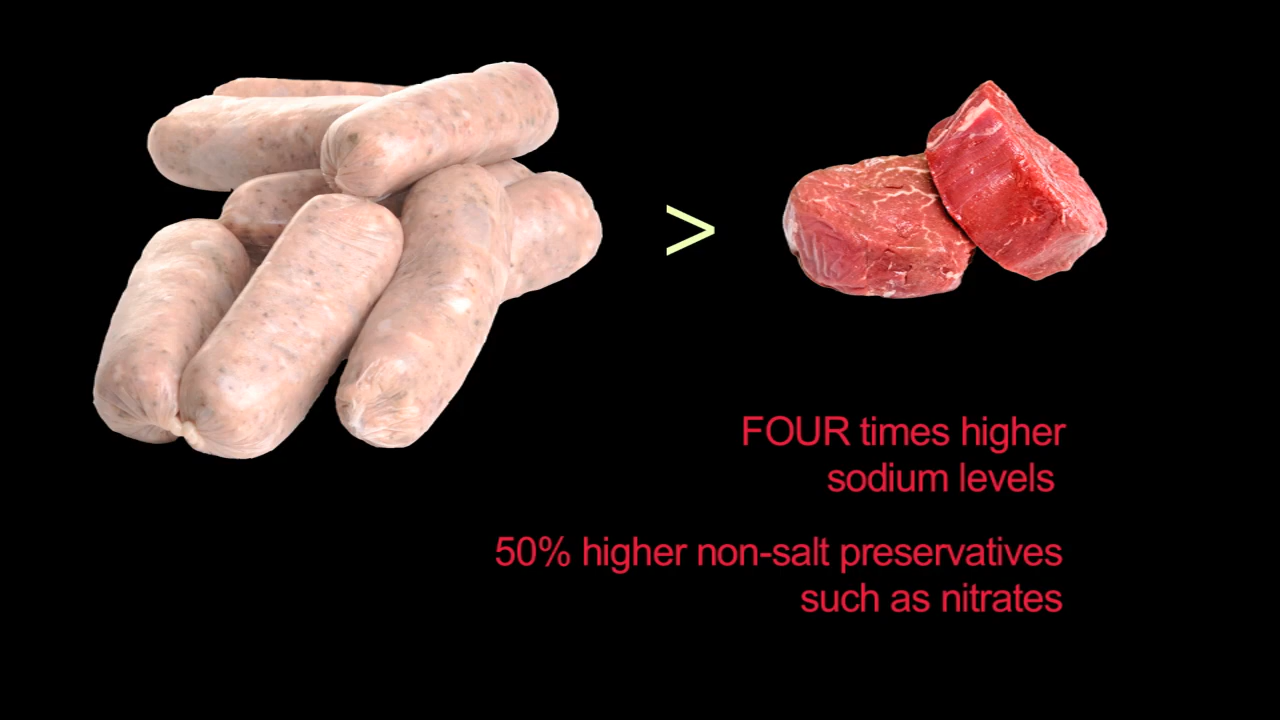 >
FOUR times higher
sodium levels
50% higher non-salt preservatives
such as nitrates